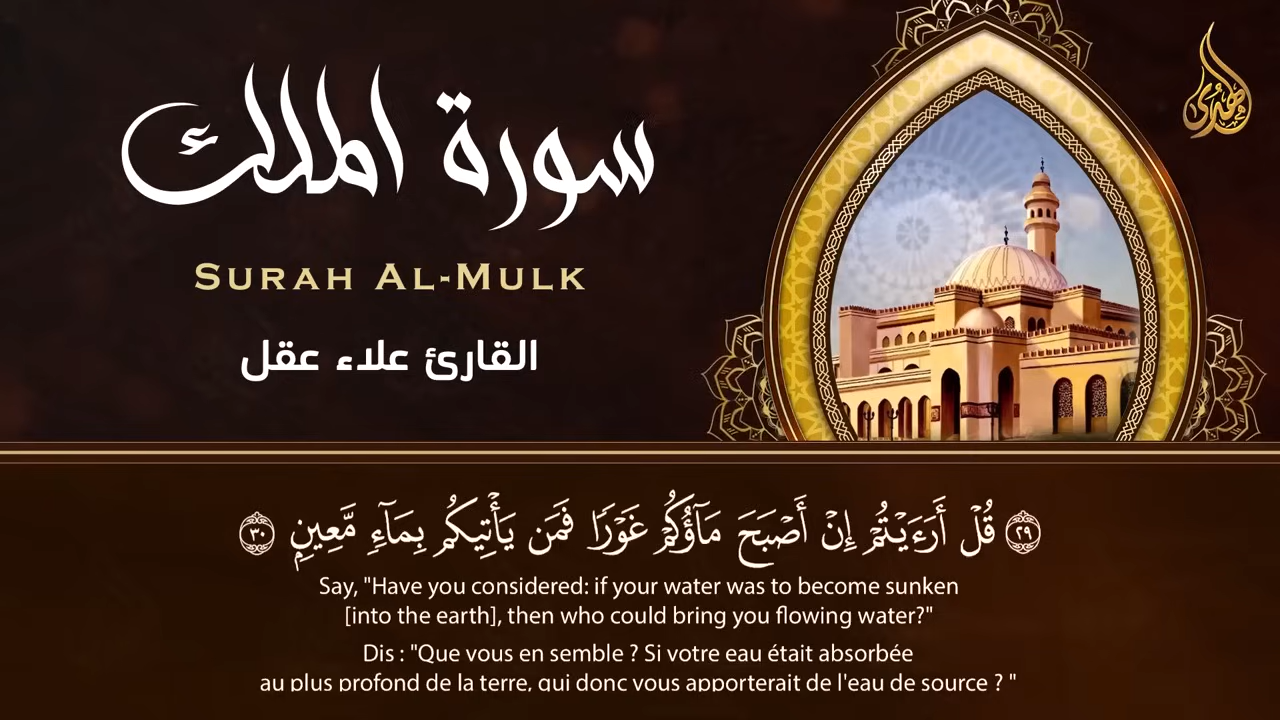 سورة الملك
هدى
SURAH AL-MULK
القارئ علاء عقل
٢٩ قُلْ أَرَءَيْتُمْ إِنْ أَصْبَحَ مَآؤُكُمْ غَوْرًا فَمَن يَأْتِيكُم بِمَآءٍ مَّعِينٍ ٣٠
Say, "Have you considered: if your water was to become sunken
[into the earth], then who could bring you flowing water?"
Dis : "Que vous en semble ? Si votre eau était absorbée
au plus profond de la terre, qui donc vous apporterait de l'eau de source ? "